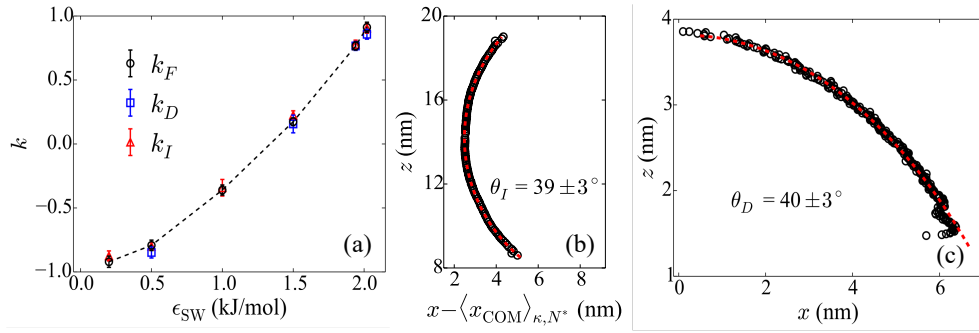 1.0
0.5
0.0
−0.5
−1.0
k
k_F
k_D
k_I
(a)
0.0 0.5 1.0 1.5 2.0
ϵ_SW (kJ/mol)
20
16
12
8
z (nm)
θ_I = 39 ±3°
(b)
2 4 6 8
x−⟨x_COM⟩_κ,N* (nm)
4
3
2
1
z (nm)
θ_D = 40 ±3°
(c)
0 2 4 6
x (nm)